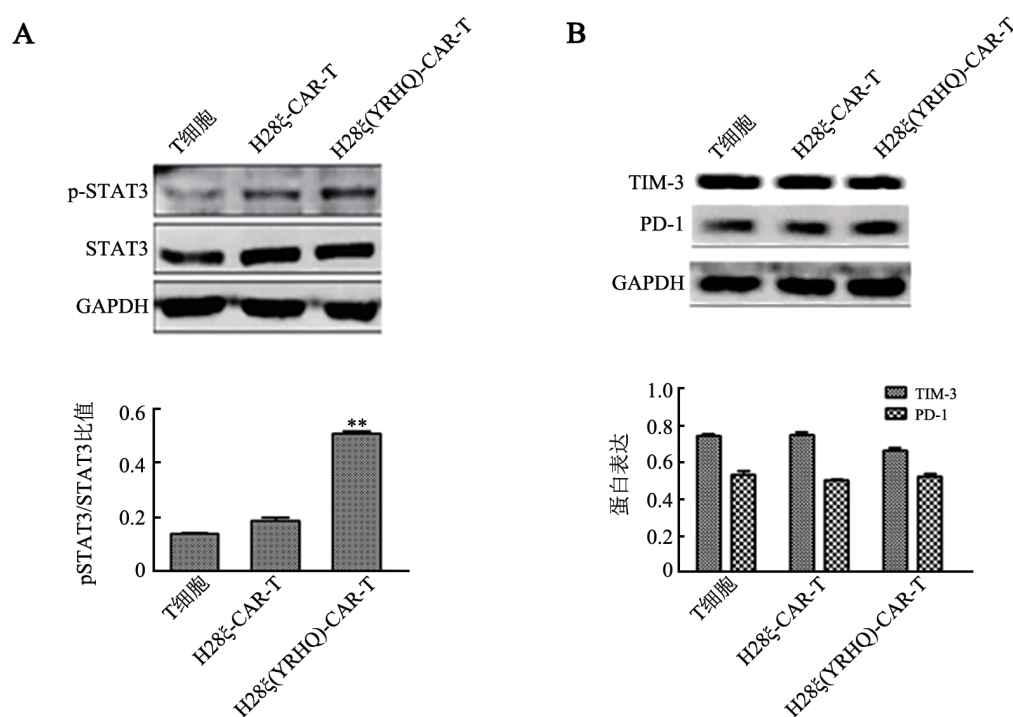 A
T细胞
H28ξ-CAR-T
H28ξ(YRHQ)-CAR-T
p-STAT3
STAT3
GAPDH
pSTAT3/STAT3比值
0.6
0.4
0.2
0
**
T细胞
H28ξ-CAR-T
H28ξ(YRHQ)-CAR-T
B
T细胞
H28ξ-CAR-T
H28ξ(YRHQ)-CAR-T
TIM-3
PD-1
GAPDH
蛋白表达
1.0
0.8
0.6
0.4
0.2
0
TIM-3
PD-1
T细胞
H28ξ-CAR-T
H28ξ(YRHQ)-CAR-T